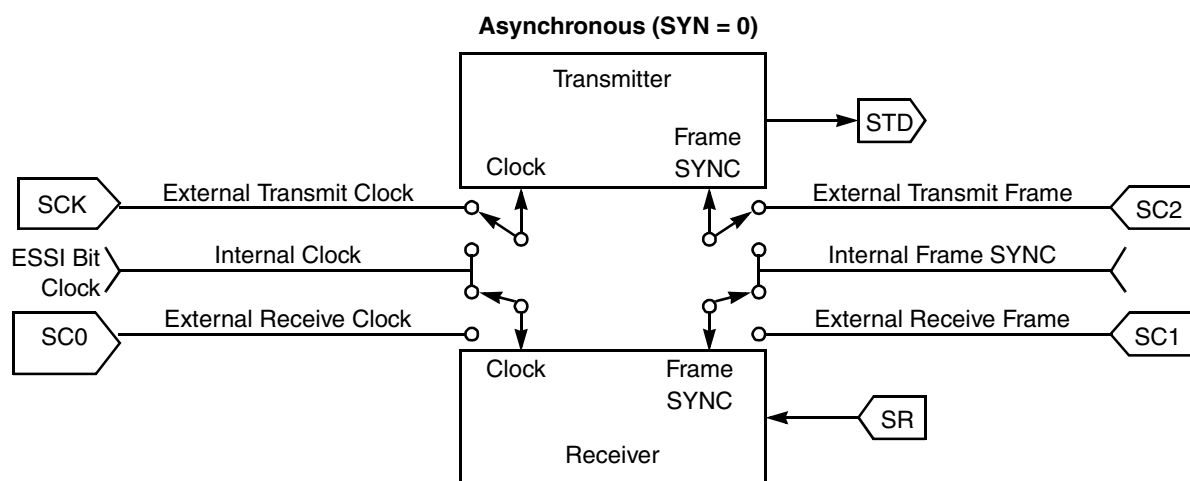 Asynchronous (SYN = 0)
Transmitter
STD
Frame
SYNC
Clock
SCK
External Transmit Clock
External Transmit Frame
SC2
ESSI Bit
Clock
Internal Clock
Internal Frame SYNC
SC0
External Receive Clock
External Receive Frame
SC1
Clock
Frame
SYNC
SR
Receiver